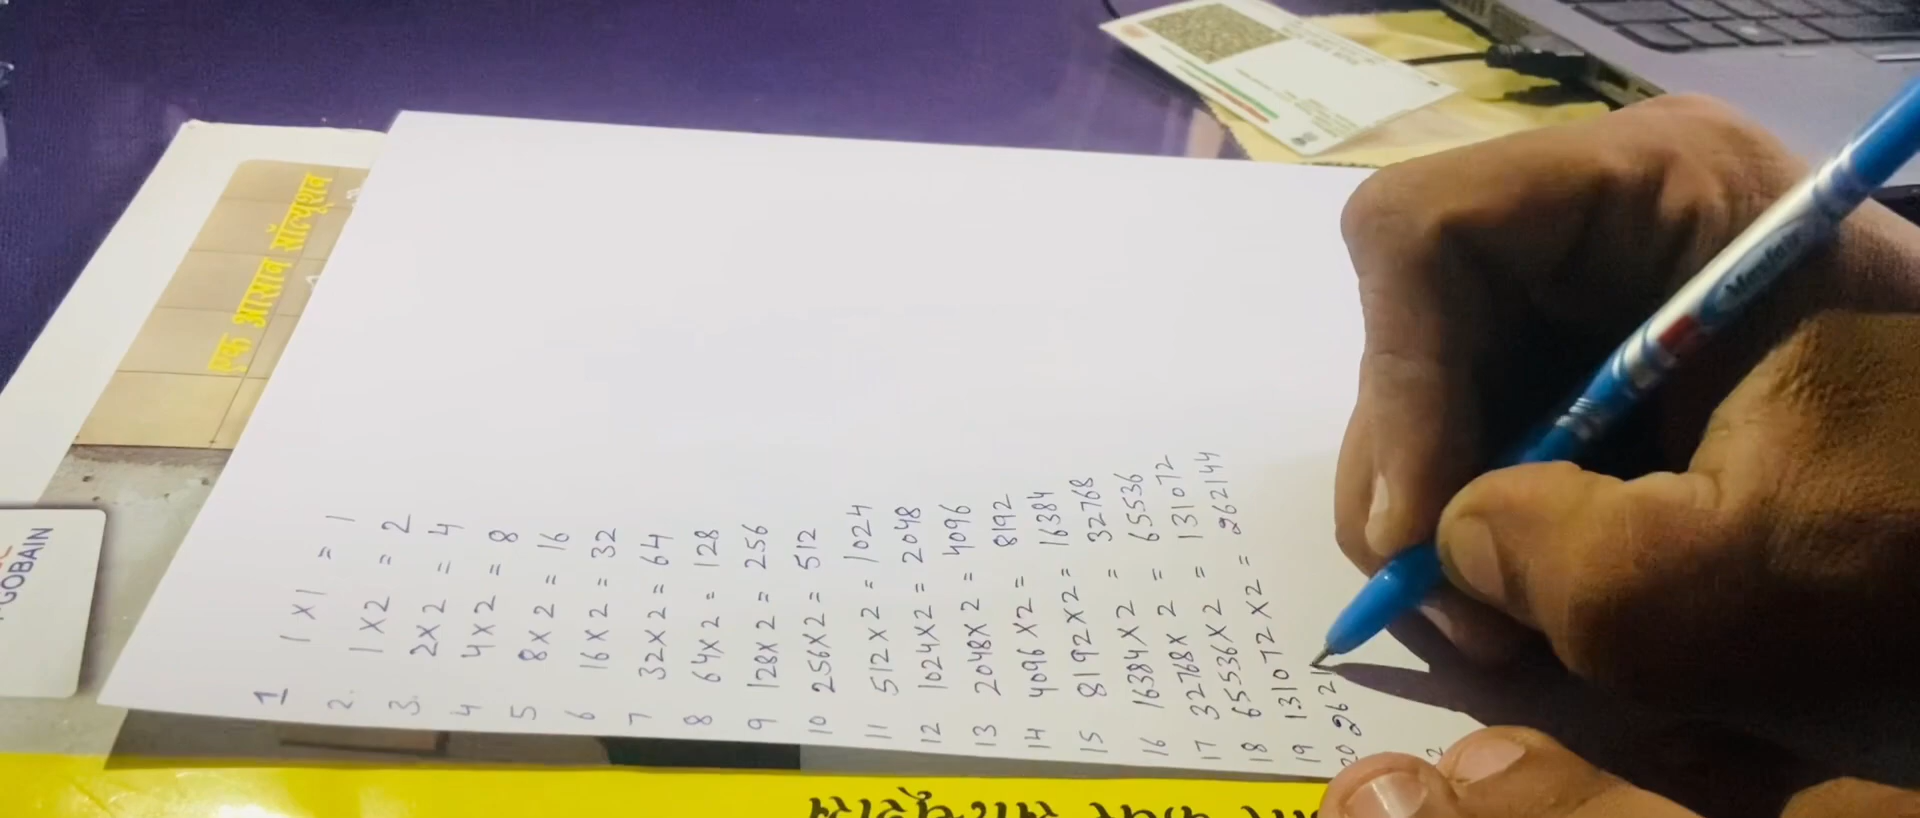 1 1 X 1 = 1
2. 1 X 2 = 2
3. 2 X 2 = 4
4 4 X 2 = 8
5 8 X 2 = 16
6 16 X 2 = 32
7 32 X 2 = 64
8 64 X 2 = 128
9 128 X 2 = 256
10 256 X 2 = 512
11 512 X 2 = 1024
12 1024 X 2 = 2048
13 2048 X 2 = 4096
14 4096 X 2 = 8192
15 8192 X 2 = 16384
16 16384 X 2 = 32768
17 32768 X 2 = 65536
18 65536 X 2 = 131072
19 131072 X 2 = 262144
20 2621
एक आसान सॉल्यूशन
GOBAIN